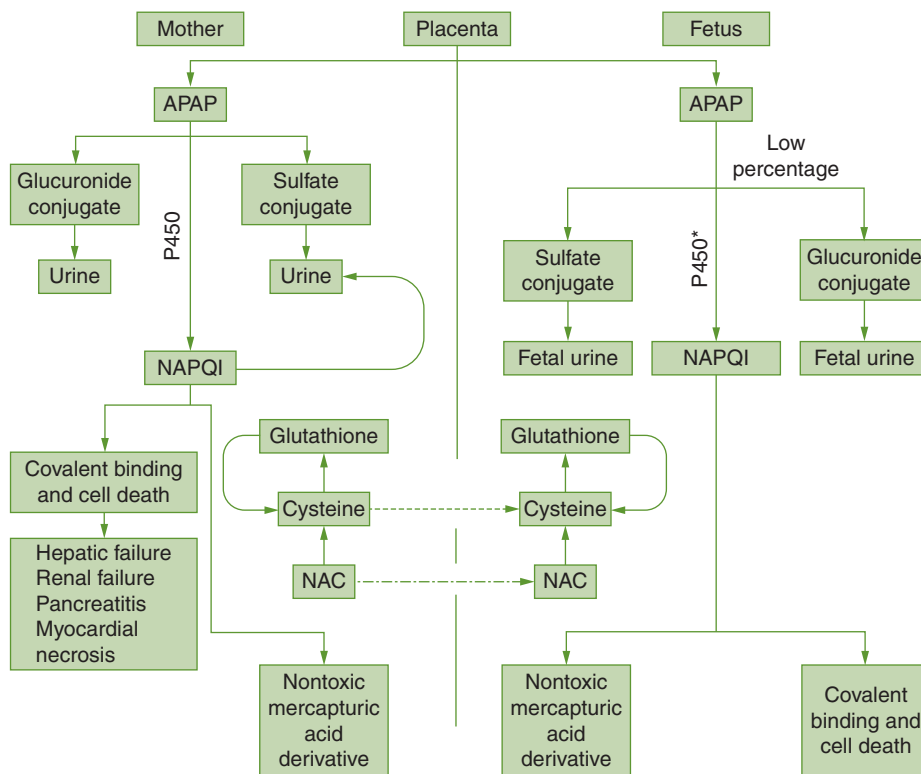 Mother
Placenta
Fetus
APAP
APAP
Low
percentage
Glucuronide
conjugate
P450
Sulfate
conjugate
Urine
Urine
Sulfate
conjugate
P450*
Glucuronide
conjugate
NAPQI
Fetal urine
NAPQI
Fetal urine
Glutathione
Glutathione
Covalent binding
and cell death
Cysteine
Cysteine
Hepatic failure
Renal failure
Pancreatitis
Myocardial
necrosis
NAC
NAC
Nontoxic
mercapturic
acid
derivative
Nontoxic
mercapturic
acid
derivative
Covalent
binding and
cell death